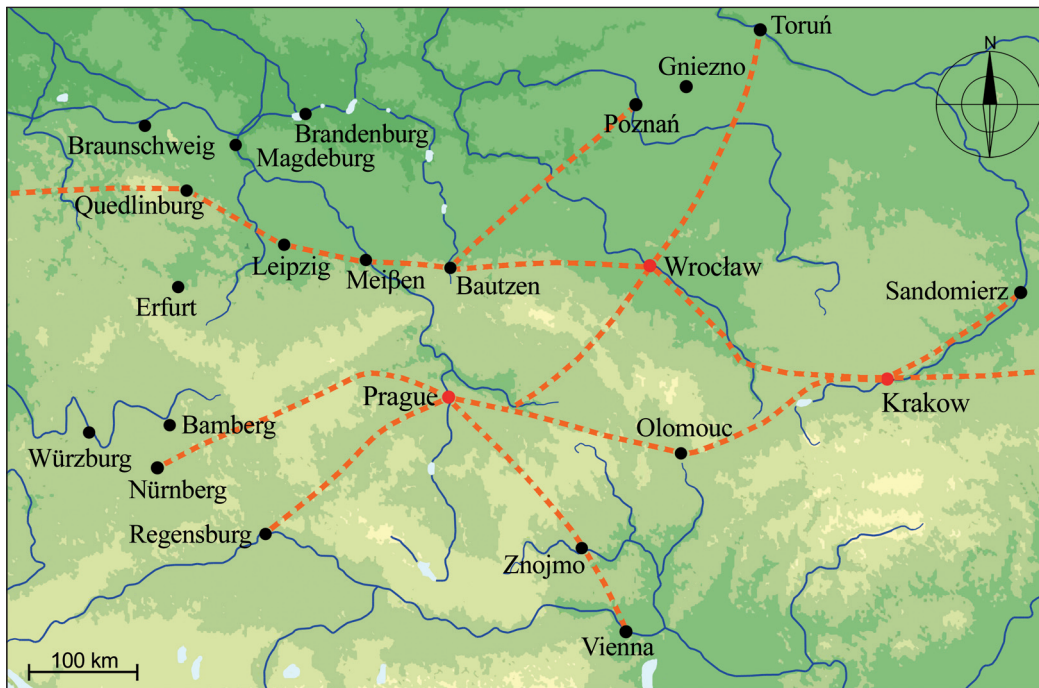 Toruń
N
Gniezno
Poznań
Brandenburg
Braunschweig
Magdeburg
Quedlinburg
Leipzig
Meißen
Bautzen
Wrocław
Erfurt
Sandomierz
Prague
Krakow
Bamberg
Olomouc
Würzburg
Nürnberg
Regensburg
Znojmo
Vienna
100 km